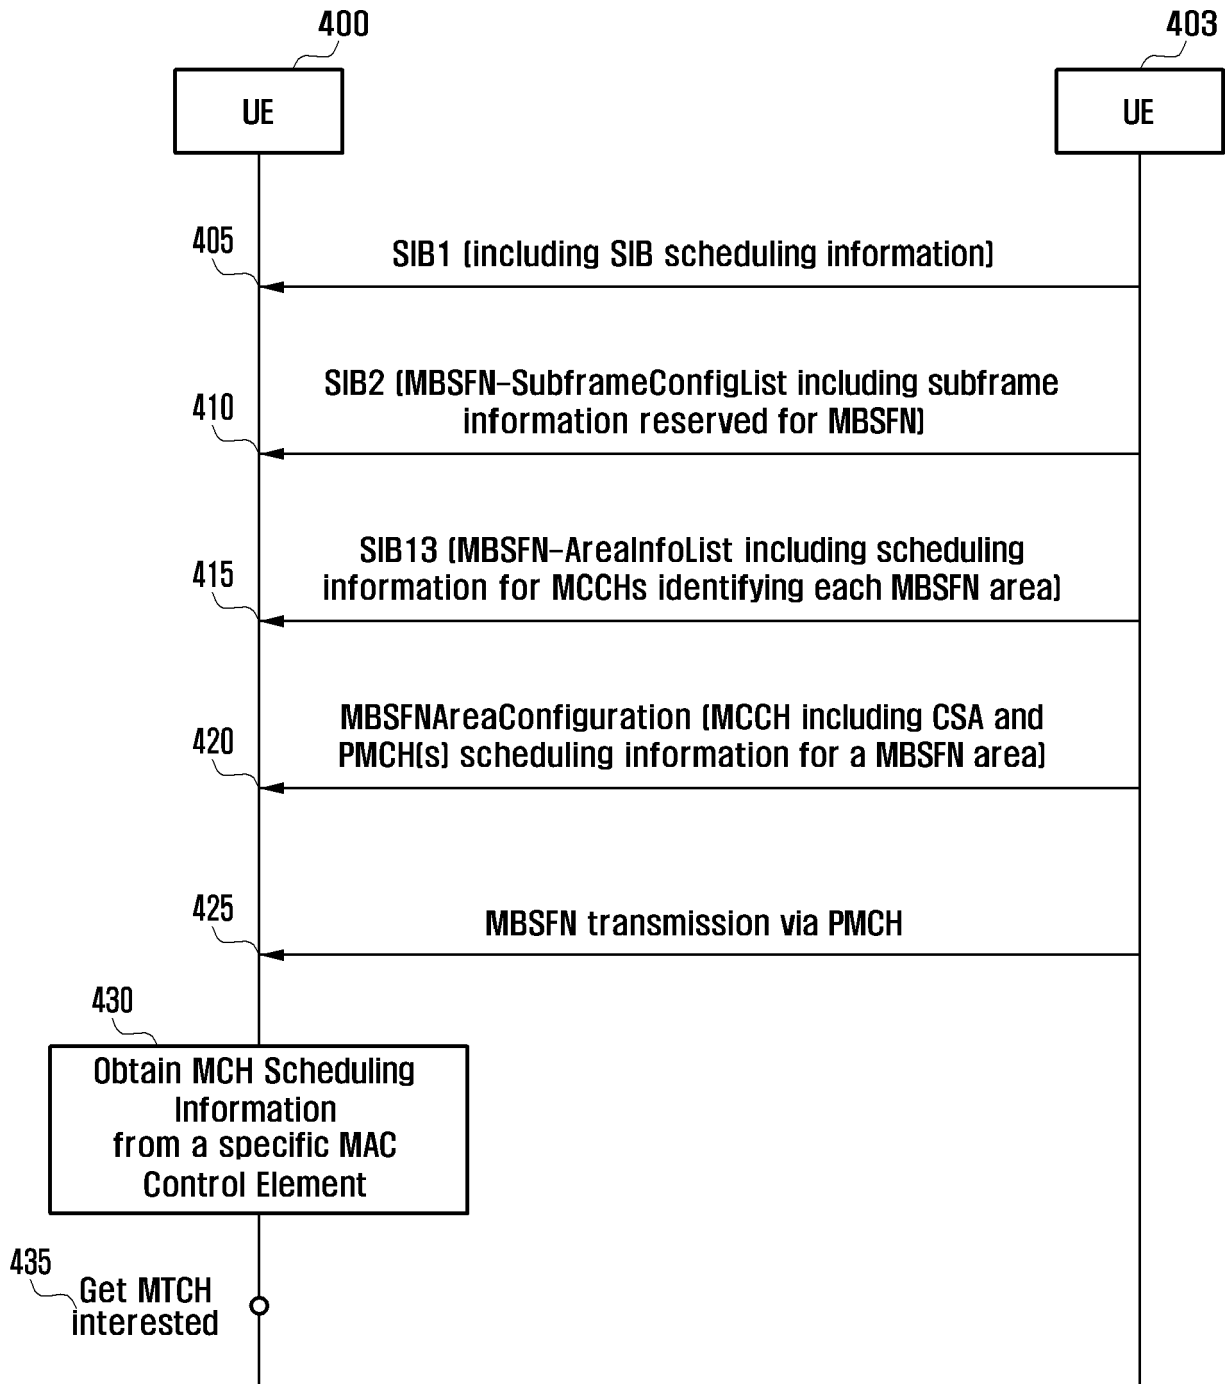 400
403
UE
UE
405
SIB1 (including SIB scheduling information)
SIB2 (MBSFN-SubframeConfigList including subframe
410
information reserved for MBSFN)
SIB13 (MBSFN-AreaInfoList including scheduling
415
information for MCCHs identifying each MBSFN area)
MBSFNAreaConfiguration (MCCH including CSA and
420
PMCH(s) scheduling information for a MBSFN area)
425
MBSFN transmission via PMCH
430
Obtain MCH Scheduling
Information
from a specific MAC
Control Element
435
Get MTCH
interested